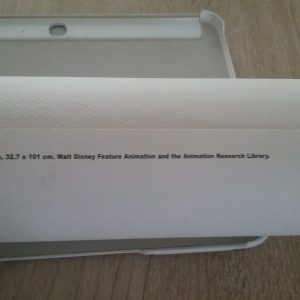 32.7 x 101 cm. Walt Disney Feature Animation and the Animation Research Library.